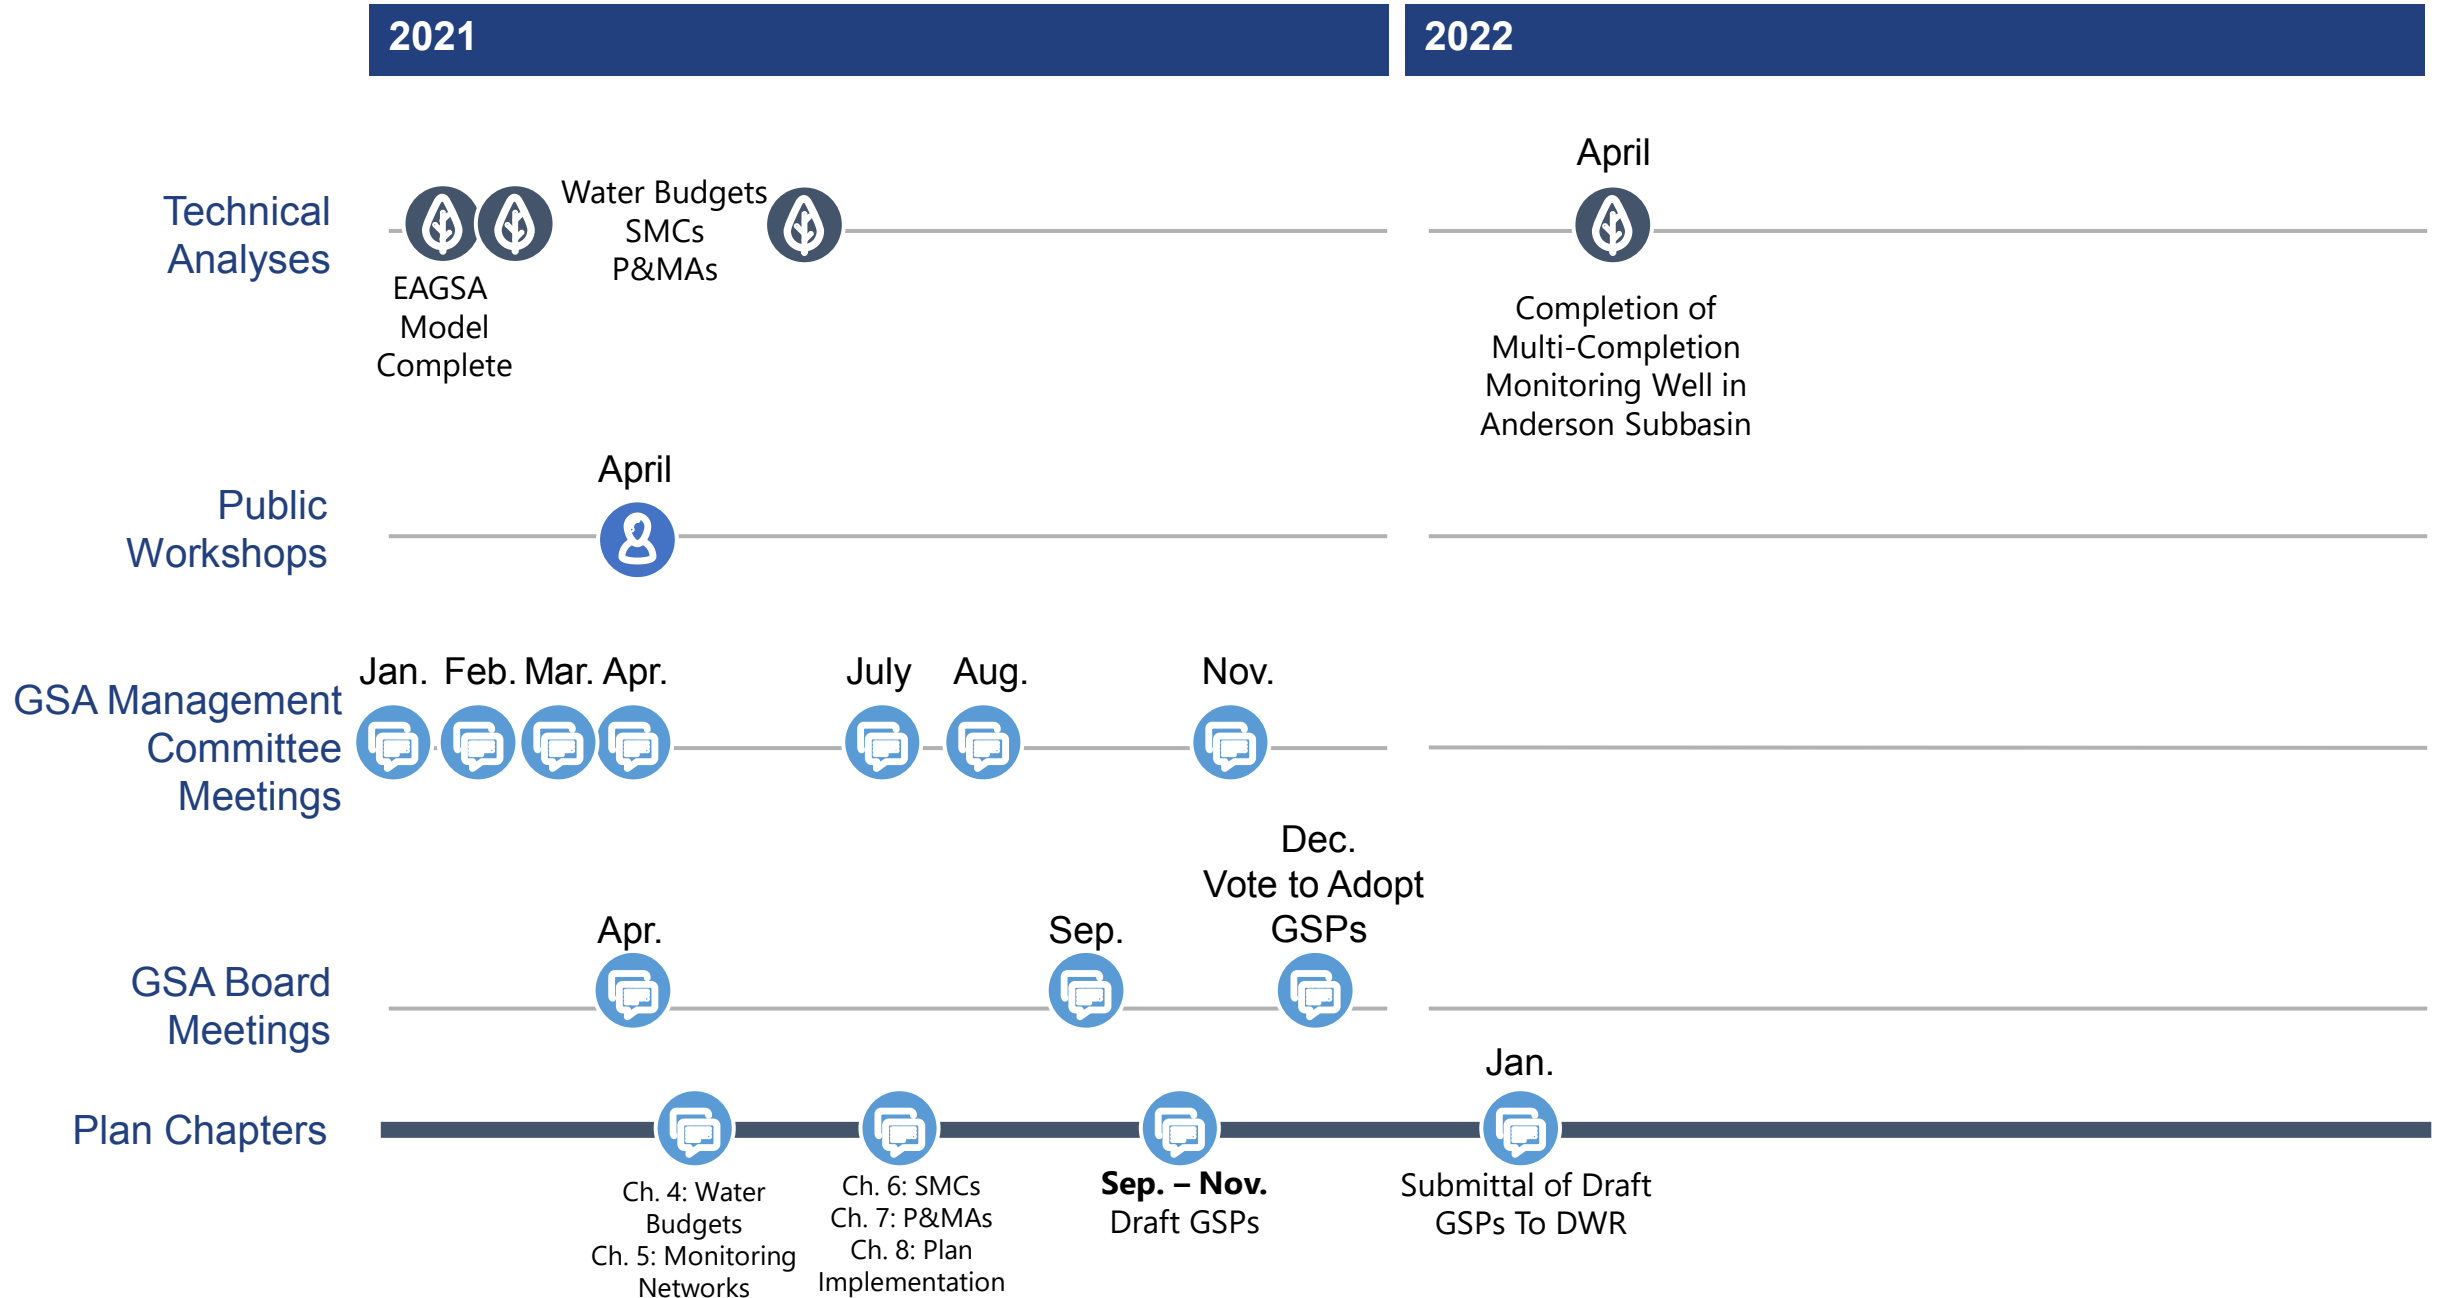 2021
2022
Technical
Analyses
EAGSA
Model
Complete
Water Budgets
SMCs
P&MAs
April
Completion of
Multi-Completion
Monitoring Well in
Anderson Subbasin
Public
Workshops
April
GSA Management
Committee
Meetings
Jan.
Feb.
Mar.
Apr.
July
Aug.
Nov.
GSA Board
Meetings
Apr.
Sep.
Dec.
Vote to Adopt
GSPs
Plan Chapters
Ch. 4: Water
Budgets
Ch. 5: Monitoring
Networks
Ch. 6: SMCs
Ch. 7: P&MAs
Ch. 8: Plan
Implementation
Sep. – Nov.
Draft GSPs
Jan.
Submittal of Draft
GSPs To DWR